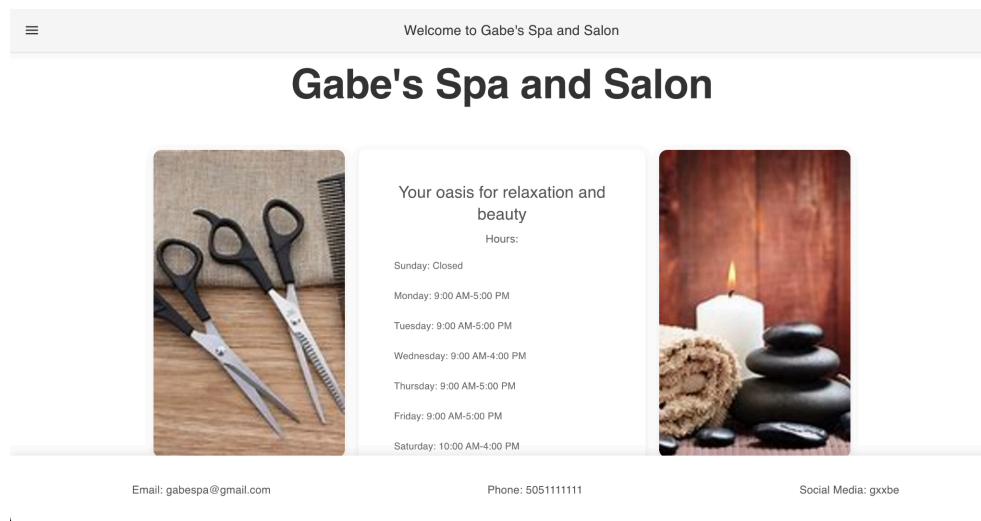 Welcome to Gabe's Spa and Salon
Gabe's Spa and Salon
Your oasis for relaxation and
beauty
Hours:
Sunday: Closed
Monday: 9:00 AM-5:00 PM
Tuesday: 9:00 AM-5:00 PM
Wednesday: 9:00 AM-4:00 PM
Thursday: 9:00 AM-5:00 PM
Friday: 9:00 AM-5:00 PM
Saturday: 10:00 AM-4:00 PM
Email: gabespa@gmail.com
Phone: 5051111111
Social Media: gxxbe